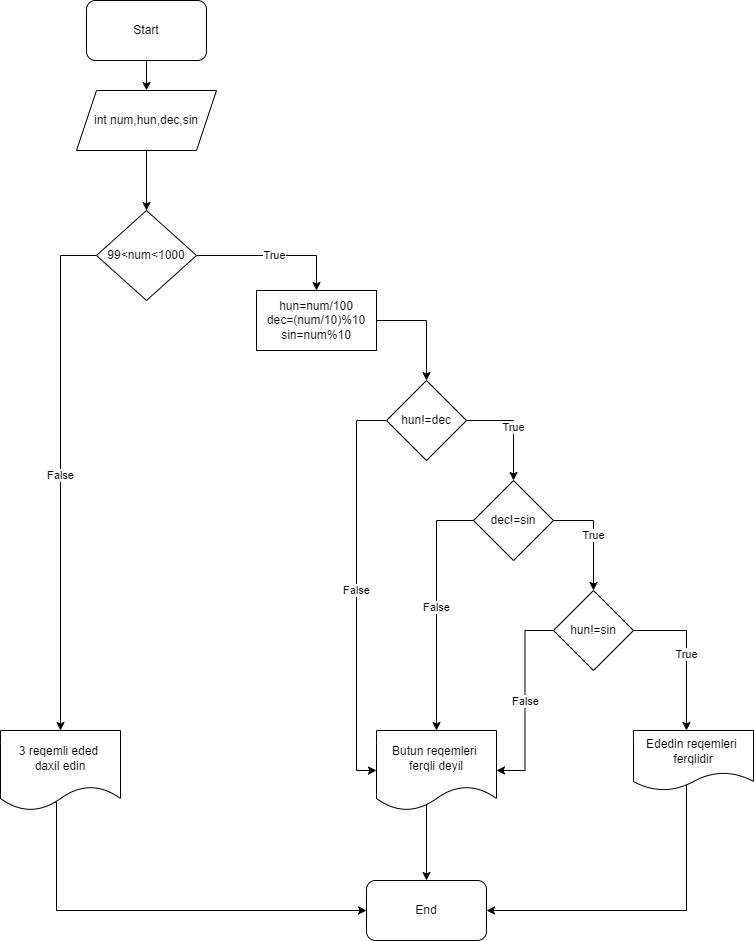 Start
int num,hun,dec,sin
99<num<1000
True
hun=num/100
dec=(num/10)%10
sin=num%10
hun!=dec
True
False
dec!=sin
True
False
False
hun!=sin
True
False
3 reqemli eded
daxil edin
Butun reqemleri
ferqli deyil
Ededin reqemleri
ferqlidir
End